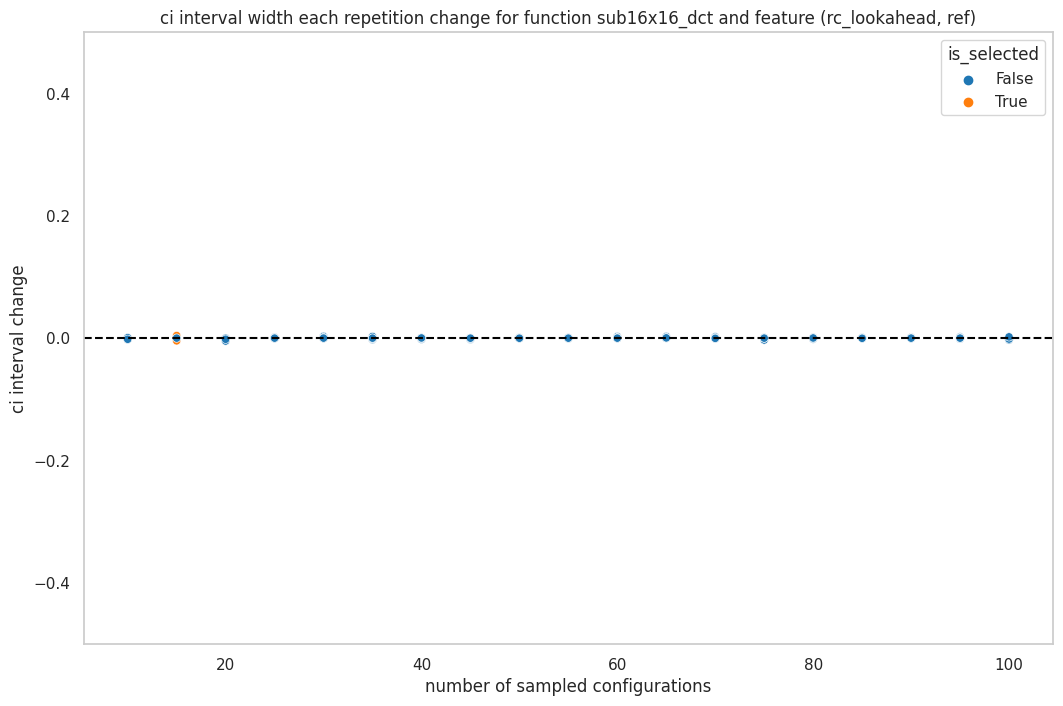 ci interval width each repetition change for function sub16x16_dct and feature (rc_lookahead, ref)
is_selected
False
True
0.4
0.2
0.0
−0.2
−0.4
ci interval change
20
40
60
80
100
number of sampled configurations